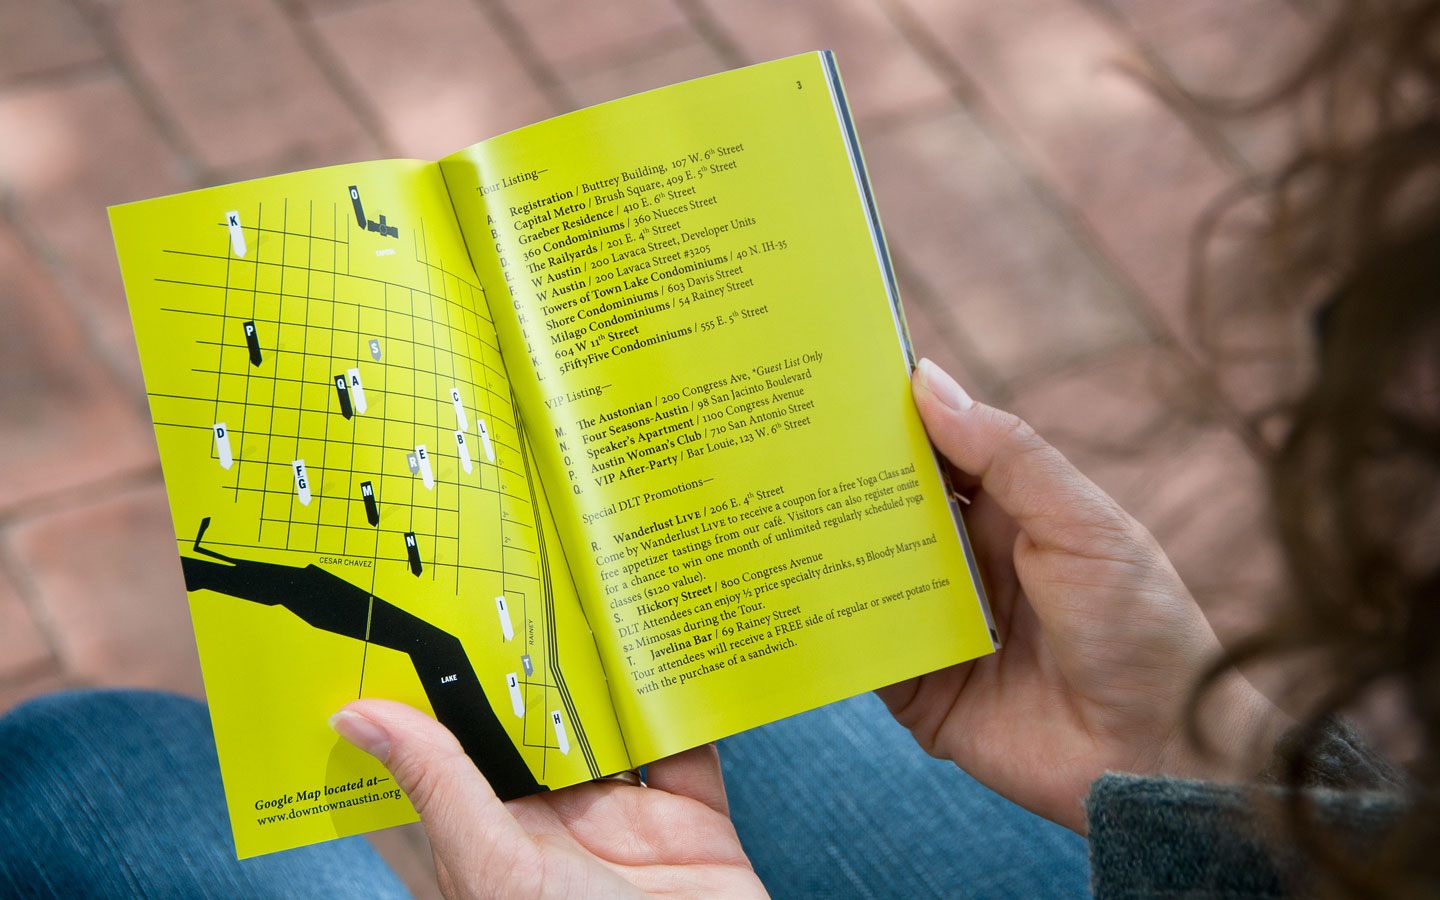 K
O
CAPITOL
P
S
Q
A
C
L
D
B
R
E
F
G
M
N
CESAR CHAVEZ
I
RAINEY
T
LAKE
J
H
Google Map located at—
www.downtownaustin.org
3
Tour Listing—
A. Registration / Buttrey Building, 107 W. 6th Street
B. Capital Metro / Brush Square, 409 E. 5th Street
C. Graeber Residence / 410 E. 6th Street
D. 360 Condominiums / 360 Nueces Street
E. The Railyards / 201 E. 4th Street
F. W Austin / 200 Lavaca Street, Developer Units
G. W Austin / 200 Lavaca Street #3205
H. Towers of Town Lake Condominiums / 40 N. IH-35
I. Shore Condominiums / 603 Davis Street
J. Milago Condominiums / 54 Rainey Street
K. 604 W 11th Street
L. 5FiftyFive Condominiums / 555 E. 5th Street
VIP Listing—
M. The Austonian / 200 Congress Ave, *Guest List Only
N. Four Seasons-Austin / 98 San Jacinto Boulevard
O. Speaker's Apartment / 1100 Congress Avenue
P. Austin Woman's Club / 710 San Antonio Street
Q. VIP After-Party / Bar Louie, 123 W. 6th Street
Special DLT Promotions—
R. Wanderlust Live / 206 E. 4th Street
Come by Wanderlust Live to receive a coupon for a free Yoga Class and
free appetizer tastings from our café. Visitors can also register onsite
for a chance to win one month of unlimited regularly scheduled yoga
classes ($120 value).
S. Hickory Street / 800 Congress Avenue
DLT Attendees can enjoy ½ price specialty drinks, $3 Bloody Marys and
$2 Mimosas during the Tour.
T. Javelina Bar / 69 Rainey Street
Tour attendees will receive a FREE side of regular or sweet potato fries
with the purchase of a sandwich.